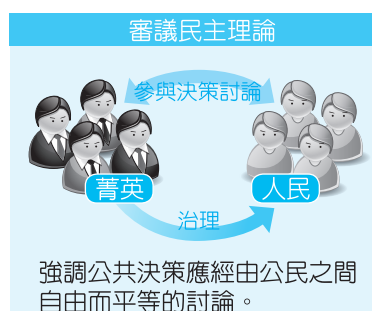 審議民主理論
參與決策討論
菁英
人民
治理
強調公共決策應經由公民之間
自由而平等的討論。